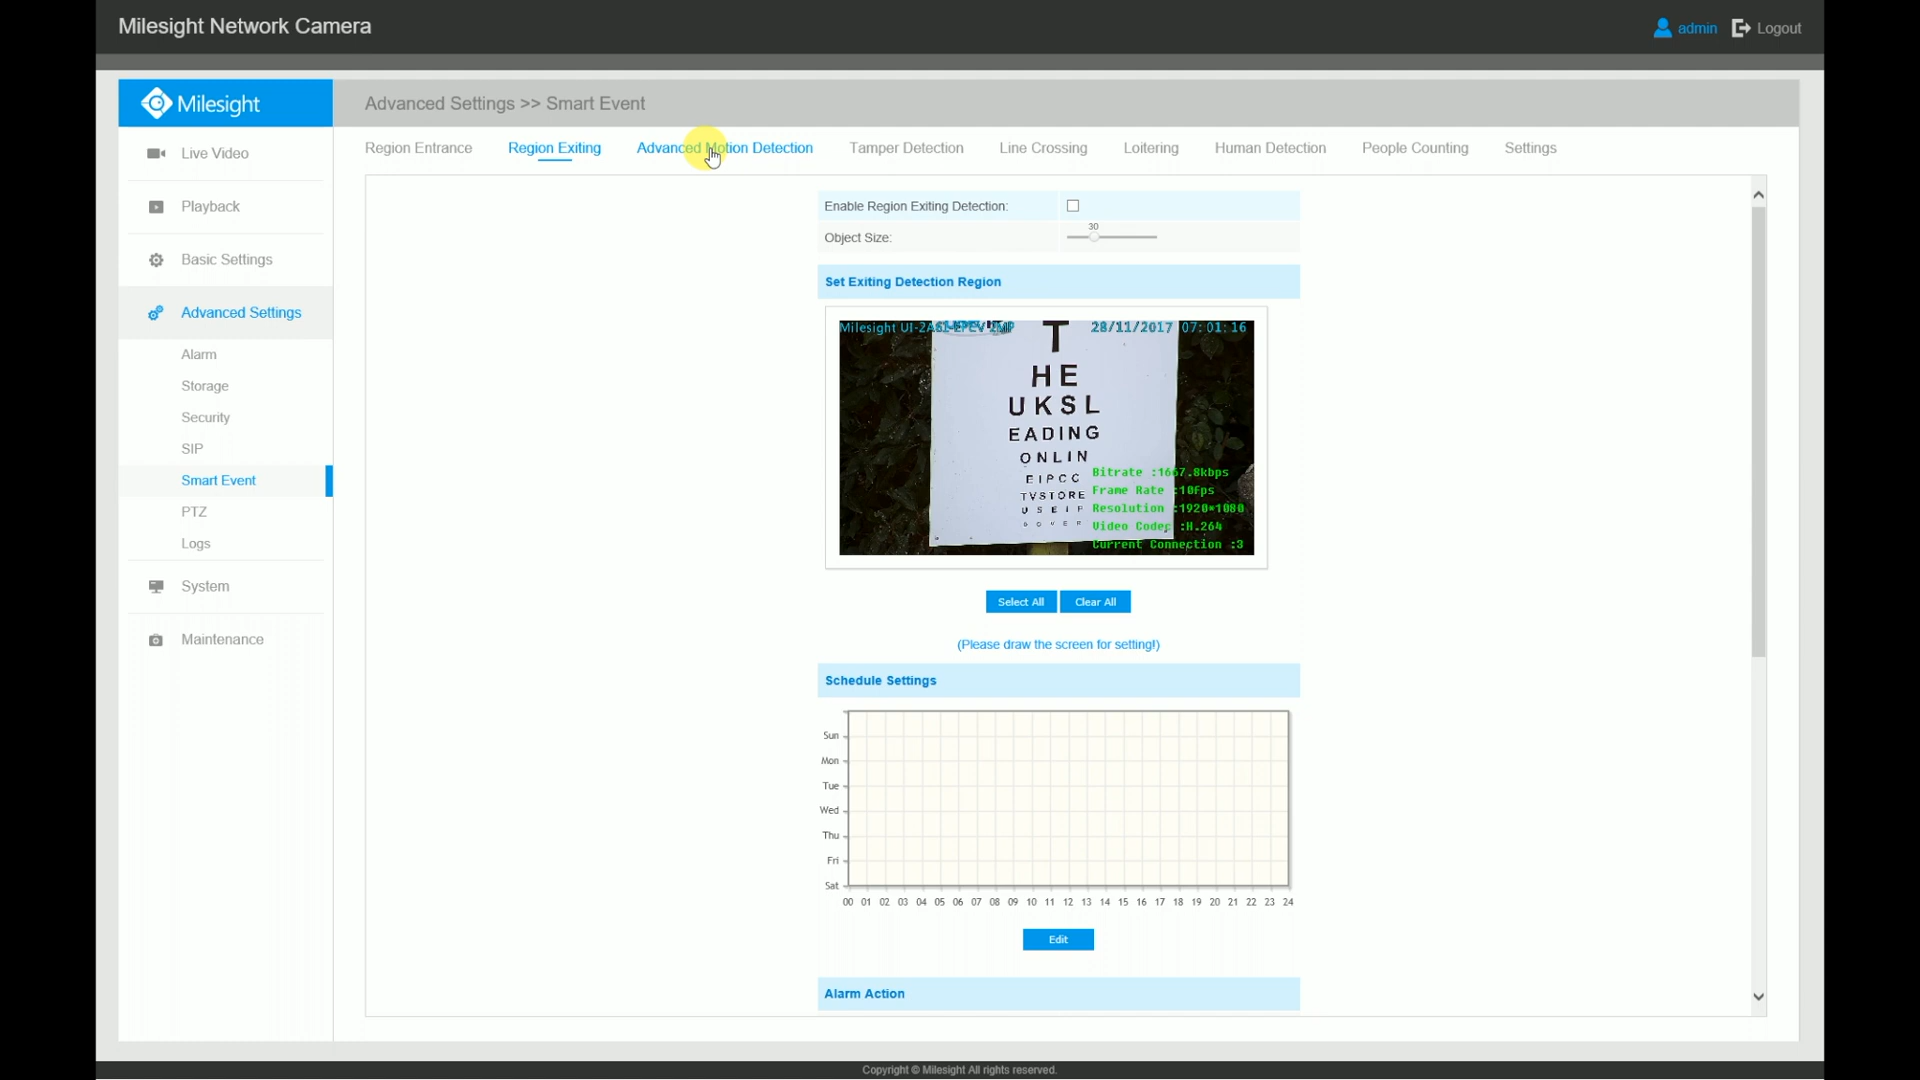 Milesight Network Camera
admin
Logout
Milesight
Advanced Settings >> Smart Event
Live Video
Playback
Basic Settings
Advanced Settings
Alarm
Storage
Security
SIP
Smart Event
PTZ
Logs
System
Maintenance
Region Entrance
Region Exiting
Advanced Motion Detection
Tamper Detection
Line Crossing
Loitering
Human Detection
People Counting
Settings
Enable Region Exiting Detection:
Object Size:
30
Set Exiting Detection Region
Milesight 28/11/2017 07:01:16
T
HE
UKSL
EADING
ONLIN
EIPCC
TVSTORE
USEIP
Bitrate :1667.8kbps
Frame Rate :10fps
Resolution :1920*1080
Video Codec :H.264
Current Connection :3
Select All
Clear All
(Please draw the screen for setting!)
Schedule Settings
Sun
Mon
Tue
Wed
Thu
Fri
Sat
00 01 02 03 04 05 06 07 08 09 10 11 12 13 14 15 16 17 18 19 20 21 22 23 24
Edit
Alarm Action
Copyright © Milesight All rights reserved.